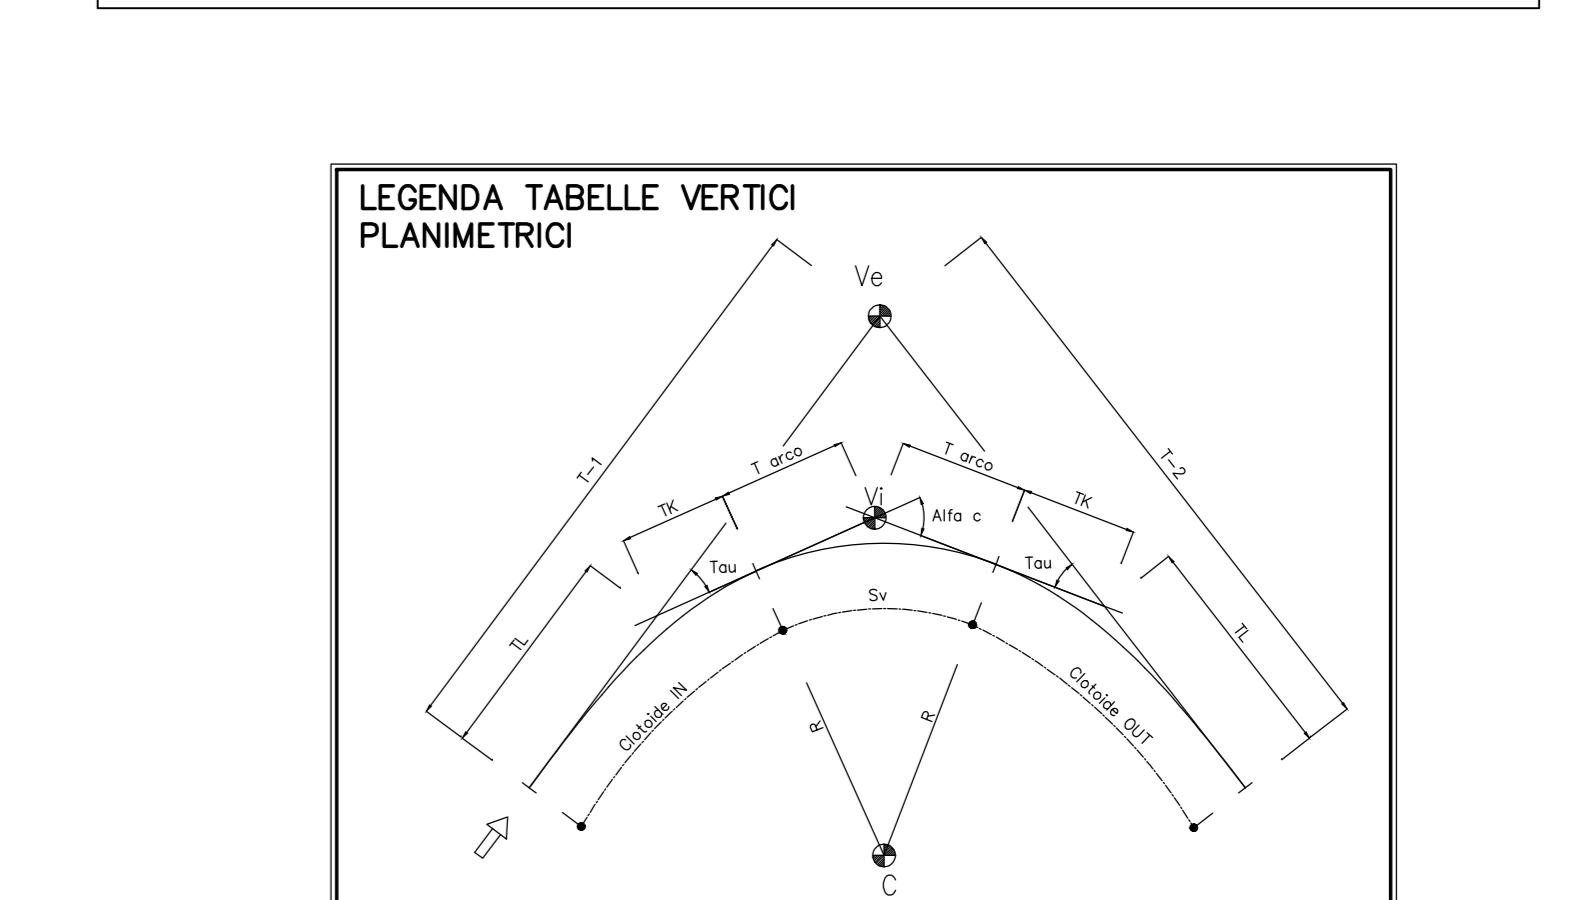 LEGENDA TABELLE VERTICI
PLANIMETRICI
Ve
T-1
T-2
T arco
T arco
TK
TK
Vi
Alfa c
Tau
Tau
Sv
TL
TL
Clotoide IN
Clotoide OUT
R
R
C